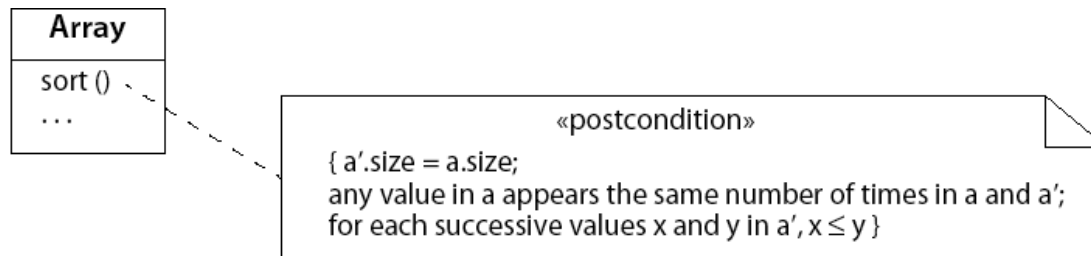 Array
sort ()
. . .
«postcondition»
{ a′.size = a.size;
any value in a appears the same number of times in a and a′;
for each successive values x and y in a′, x ≤ y }